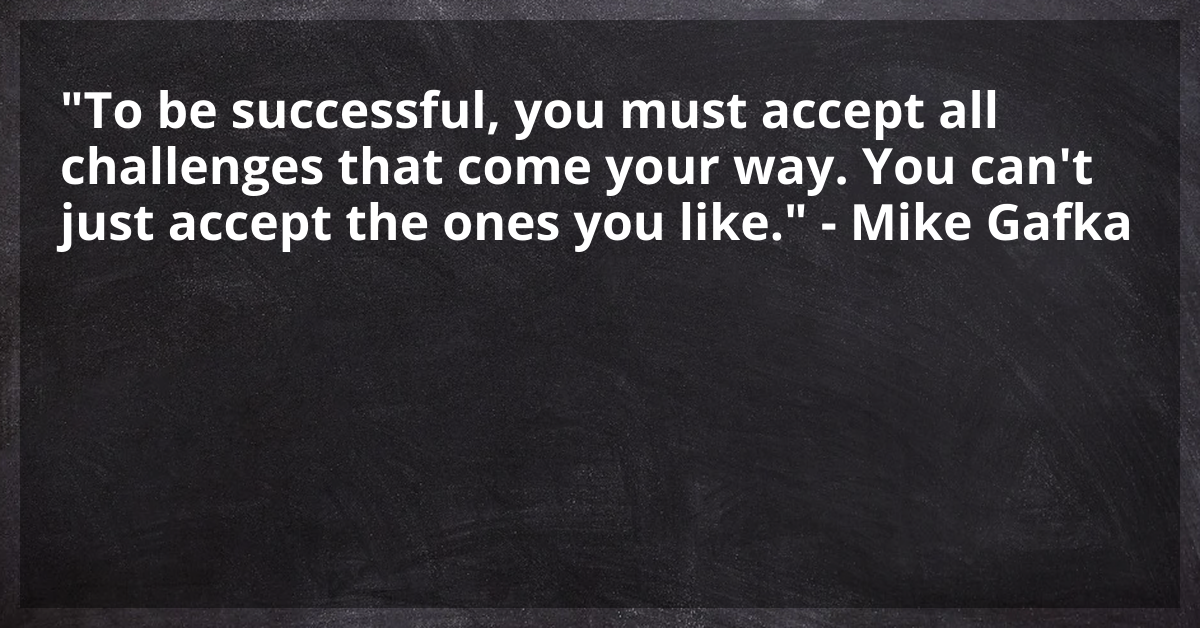 "To be successful, you must accept all
challenges that come your way. You can't
just accept the ones you like." - Mike Gafka